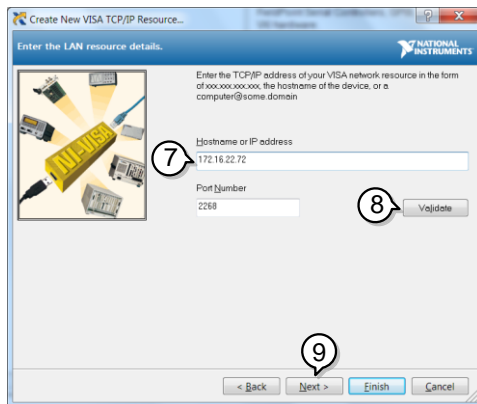 Create New VISA TCP/IP Resource...
Enter the LAN resource details.
NATIONAL
INSTRUMENTS
Enter the TCP/IP address of your VISA network resource in the form
of xxx.xxx.xxx.xxx, the hostname of the device, or a
computer@some.domain
NI-VISA
Hostname or IP address
7
172.16.22.72
Port Number
2268
8
Validate
9
< Back
Next >
Finish
Cancel